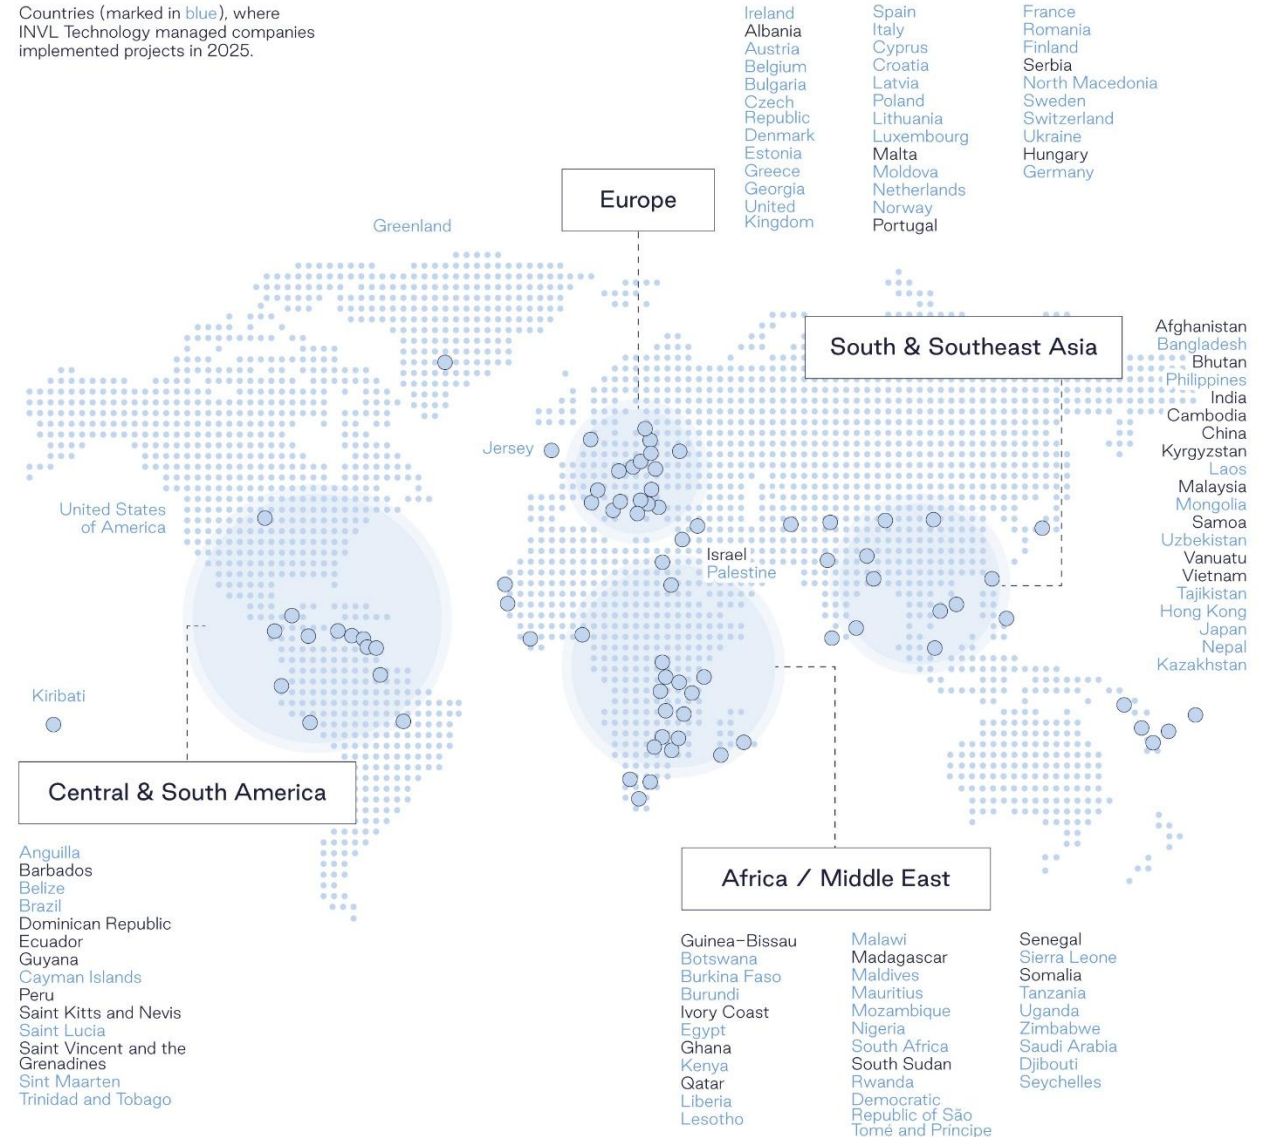 Countries (marked in blue), where
INVL Technology managed companies
implemented projects in 2025.
Ireland
Albania
Austria
Belgium
Bulgaria
Czech
Republic
Denmark
Estonia
Greece
Georgia
United
Kingdom
Spain
Italy
Cyprus
Croatia
Latvia
Poland
Lithuania
Luxembourg
Malta
Moldova
Netherlands
Norway
Portugal
France
Romania
Finland
Serbia
North Macedonia
Sweden
Switzerland
Ukraine
Hungary
Germany
Europe
Greenland
South & Southeast Asia
Afghanistan
Bangladesh
Bhutan
Philippines
India
Cambodia
China
Kyrgyzstan
Laos
Malaysia
Mongolia
Samoa
Uzbekistan
Vanuatu
Vietnam
Tajikistan
Hong Kong
Japan
Nepal
Kazakhstan
Jersey
United States
of America
Israel
Palestine
Kiribati
Central & South America
Anguilla
Barbados
Belize
Brazil
Dominican Republic
Ecuador
Guyana
Cayman Islands
Peru
Saint Kitts and Nevis
Saint Lucia
Saint Vincent and the
Grenadines
Sint Maarten
Trinidad and Tobago
Africa / Middle East
Guinea-Bissau
Botswana
Burkina Faso
Burundi
Ivory Coast
Egypt
Ghana
Kenya
Qatar
Liberia
Lesotho
Malawi
Madagascar
Maldives
Mauritius
Mozambique
Nigeria
South Africa
South Sudan
Rwanda
Democratic
Republic of São
Tomé and Príncipe
Senegal
Sierra Leone
Somalia
Tanzania
Uganda
Zimbabwe
Saudi Arabia
Djibouti
Seychelles